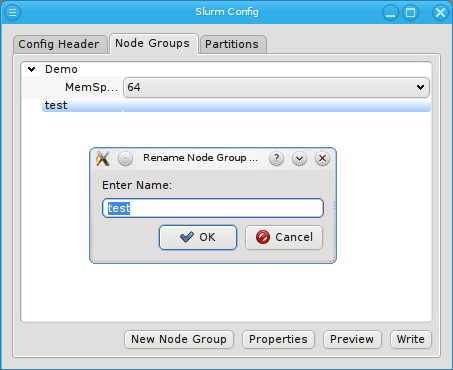 Slurm Config
Config Header Node Groups Partitions
Demo
MemSp... 64
test
Rename Node Group ... ?
Enter Name:
test
OK Cancel
New Node Group Properties Preview Write